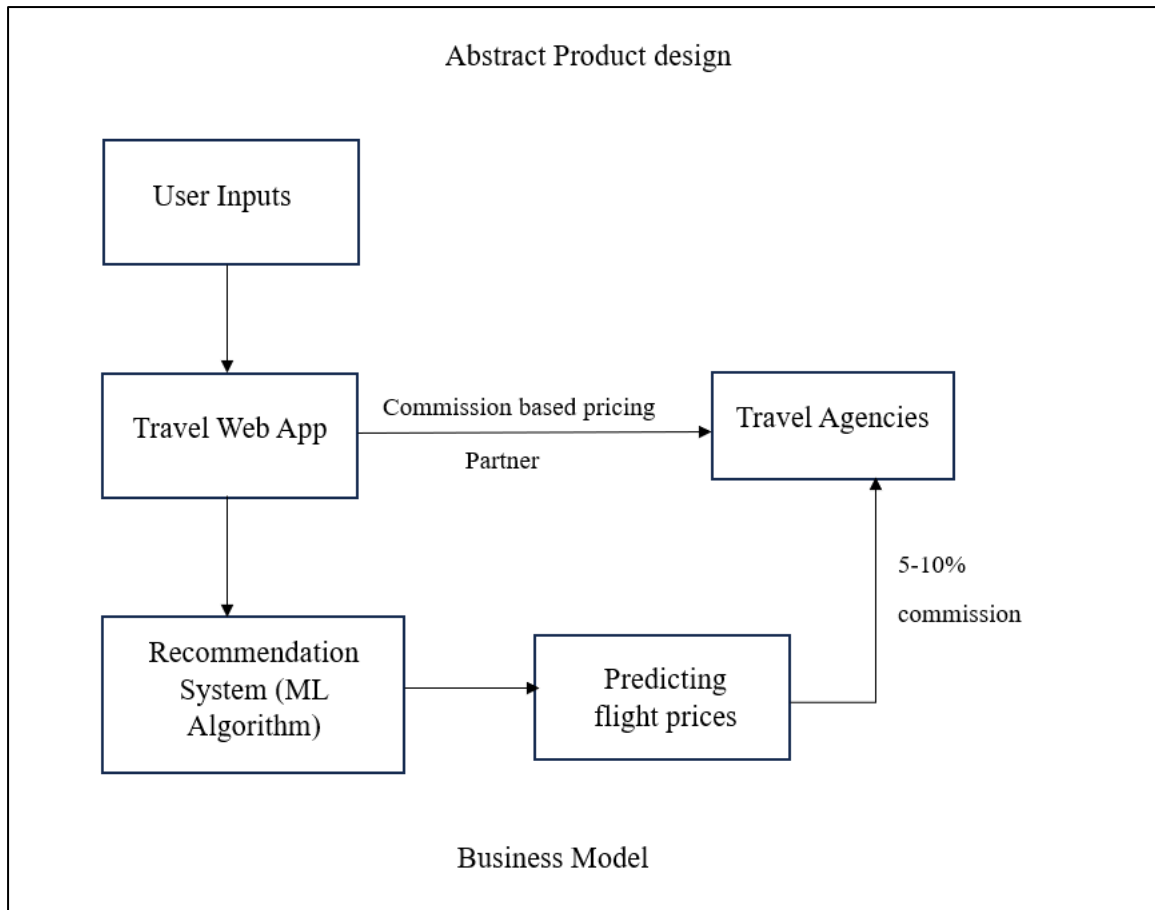 Abstract Product design
User Inputs
Travel Web App
Commission based pricing
Partner
Travel Agencies
5-10%
commission
Recommendation
System (ML
Algorithm)
Predicting
flight prices
Business Model